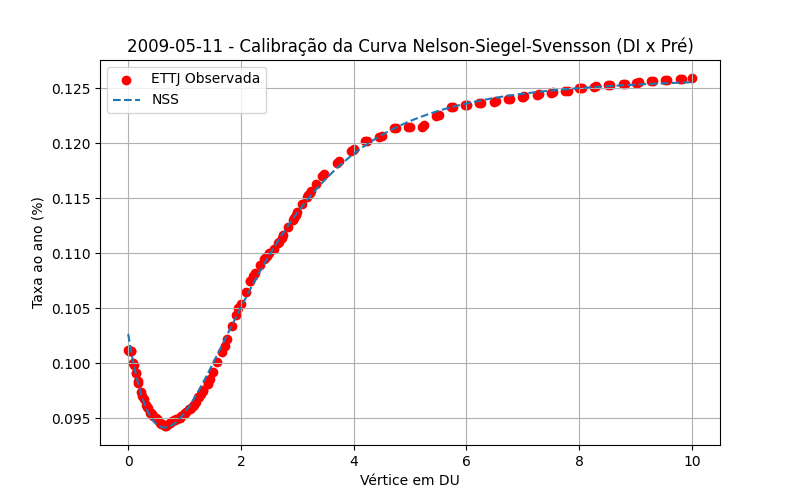 2009-05-11 - Calibração da Curva Nelson-Siegel-Svensson (DI x Pré)
ETTJ Observada
NSS
Taxa ao ano (%)
0.125
0.120
0.115
0.110
0.105
0.100
0.095
0 2 4 6 8 10
Vértice em DU